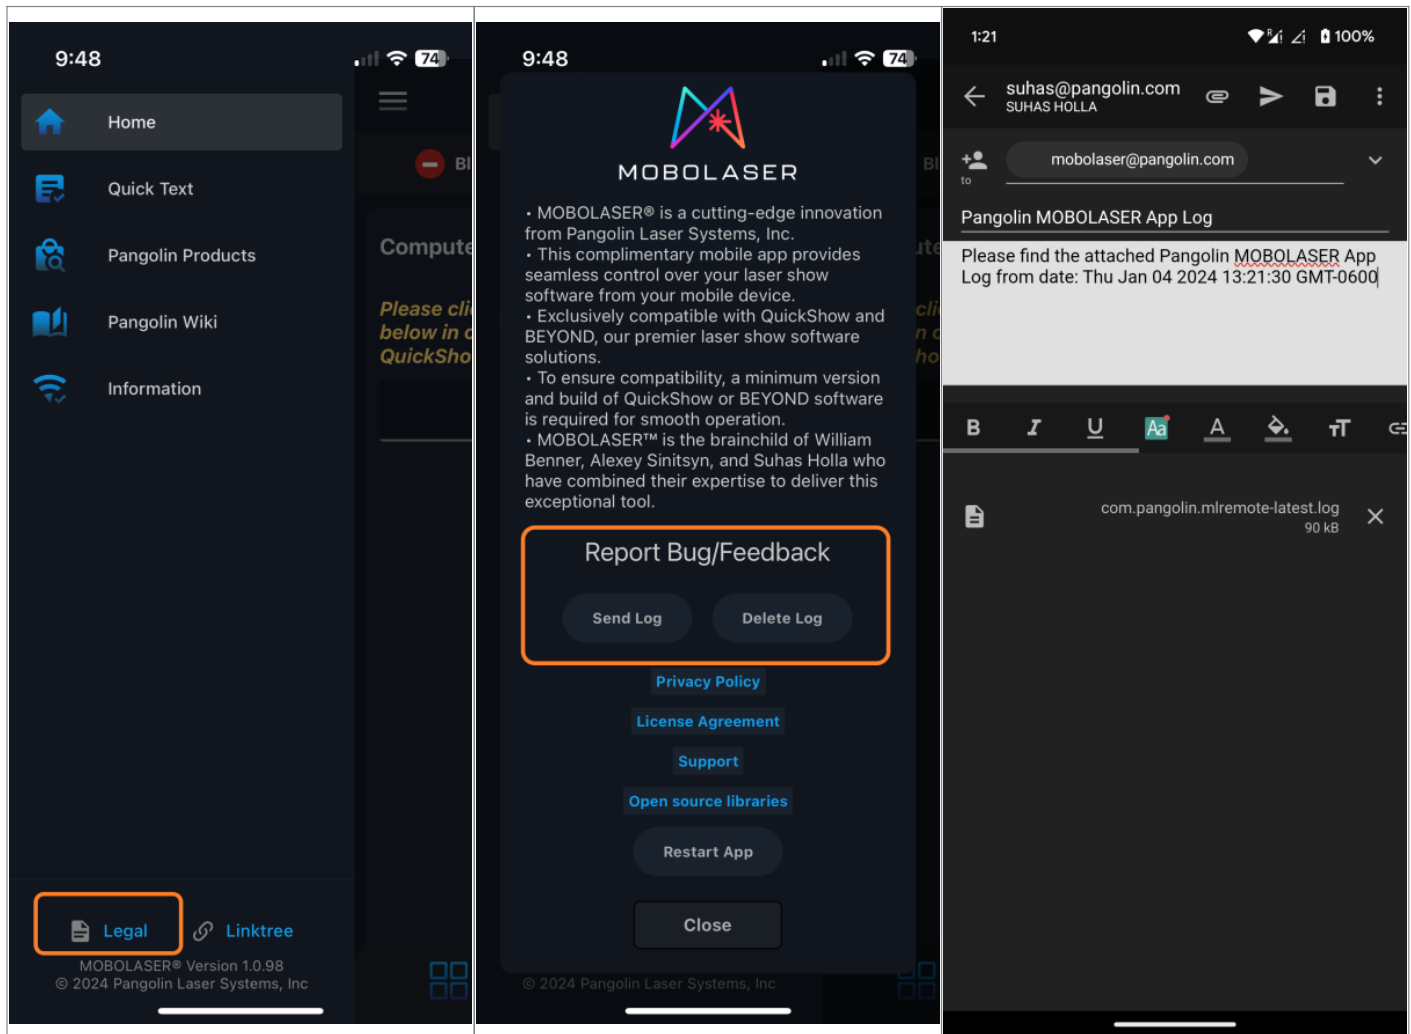 9:48
74
Home
Quick Text
Pangolin Products
Pangolin Wiki
Information
Bl
Compute
Please cli
below in c
QuickSho
Legal
Linktree
MOBOLASER® Version 1.0.98
© 2024 Pangolin Laser Systems, Inc
9:48
74
MOBOLASER
• MOBOLASER® is a cutting-edge innovation
from Pangolin Laser Systems, Inc.
• This complimentary mobile app provides
seamless control over your laser show
software from your mobile device.
• Exclusively compatible with QuickShow and
BEYOND, our premier laser show software
solutions.
• To ensure compatibility, a minimum version
and build of QuickShow or BEYOND software
is required for smooth operation.
• MOBOLASER™ is the brainchild of William
Benner, Alexey Sinitsyn, and Suhas Holla who
have combined their expertise to deliver this
exceptional tool.
Report Bug/Feedback
Send Log
Delete Log
Privacy Policy
License Agreement
Support
Open source libraries
Restart App
Close
© 2024 Pangolin Laser Systems, Inc
1:21
R
100%
suhas@pangolin.com
SUHAS HOLLA
to
mobolaser@pangolin.com
Pangolin MOBOLASER App Log
Please find the attached Pangolin MOBOLASER App
Log from date: Thu Jan 04 2024 13:21:30 GMT-0600
B I U Aa A TT
com.pangolin.mlremote-latest.log
90 kB